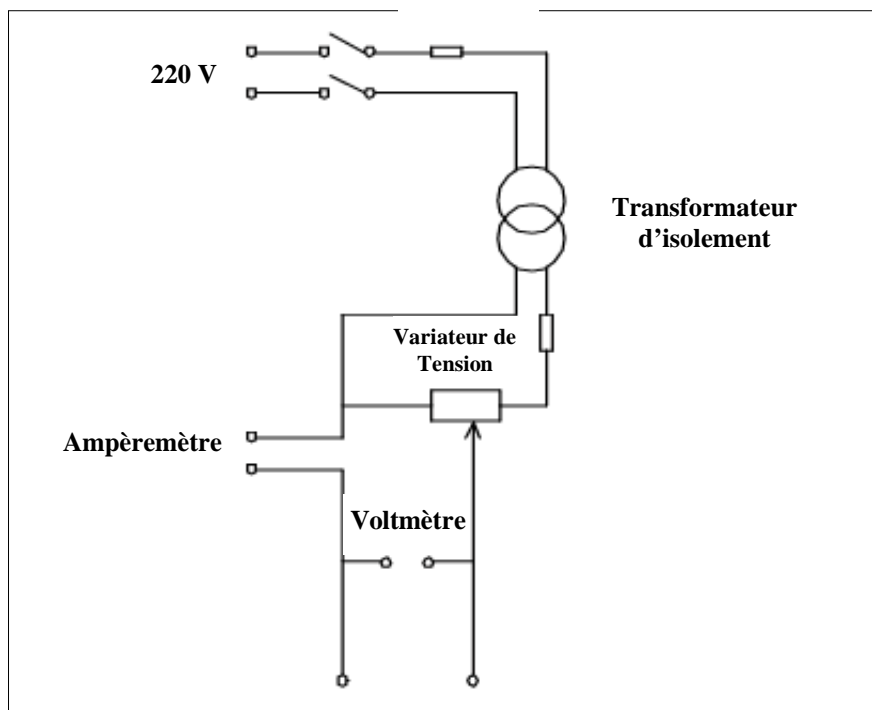 220 V
Transformateur
d'isolement
Variateur de
Tension
Ampèremètre
Voltmètre